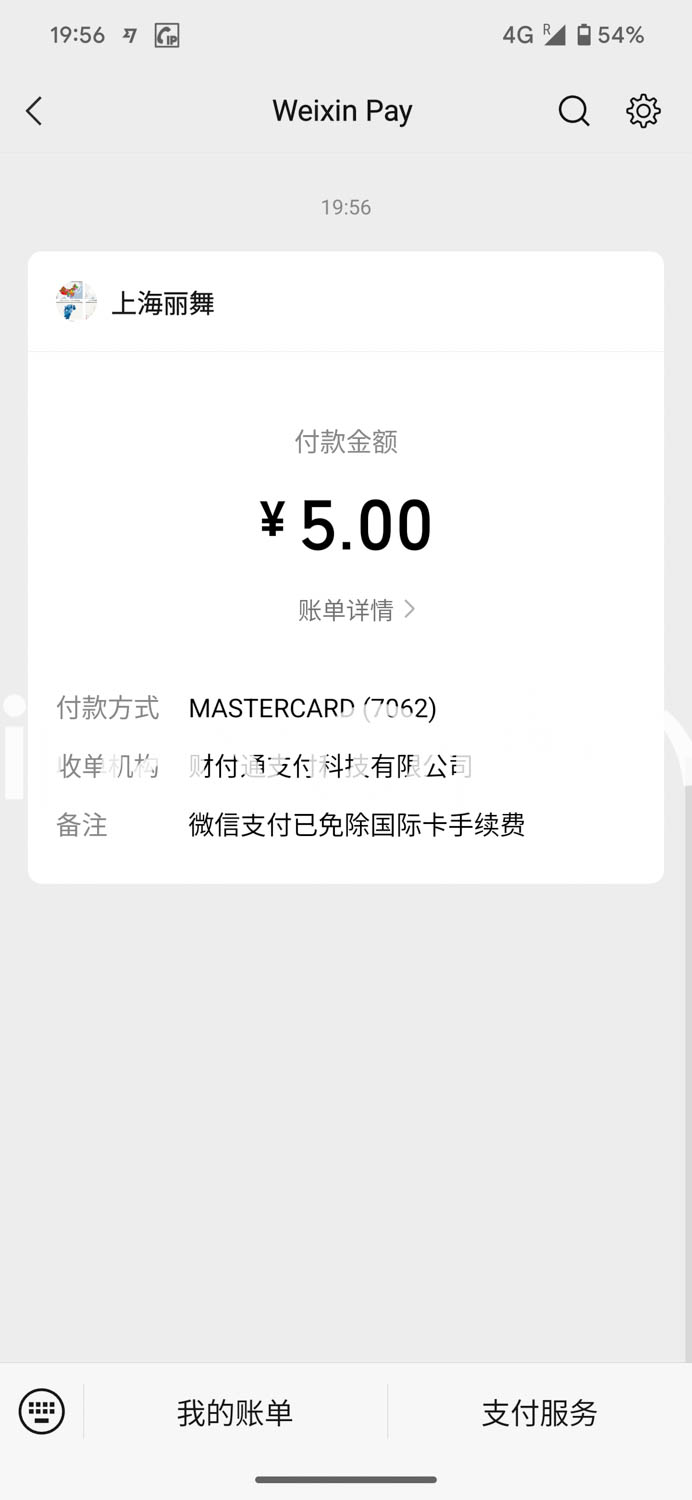 19:56
4G R 54%
Weixin Pay
19:56
上海丽舞
付款金额
¥5.00
账单详情
付款方式 MASTERCARD (7062)
收单机构 财付通支付科技有限公司
备注 微信支付已免除国际卡手续费
我的账单 支付服务